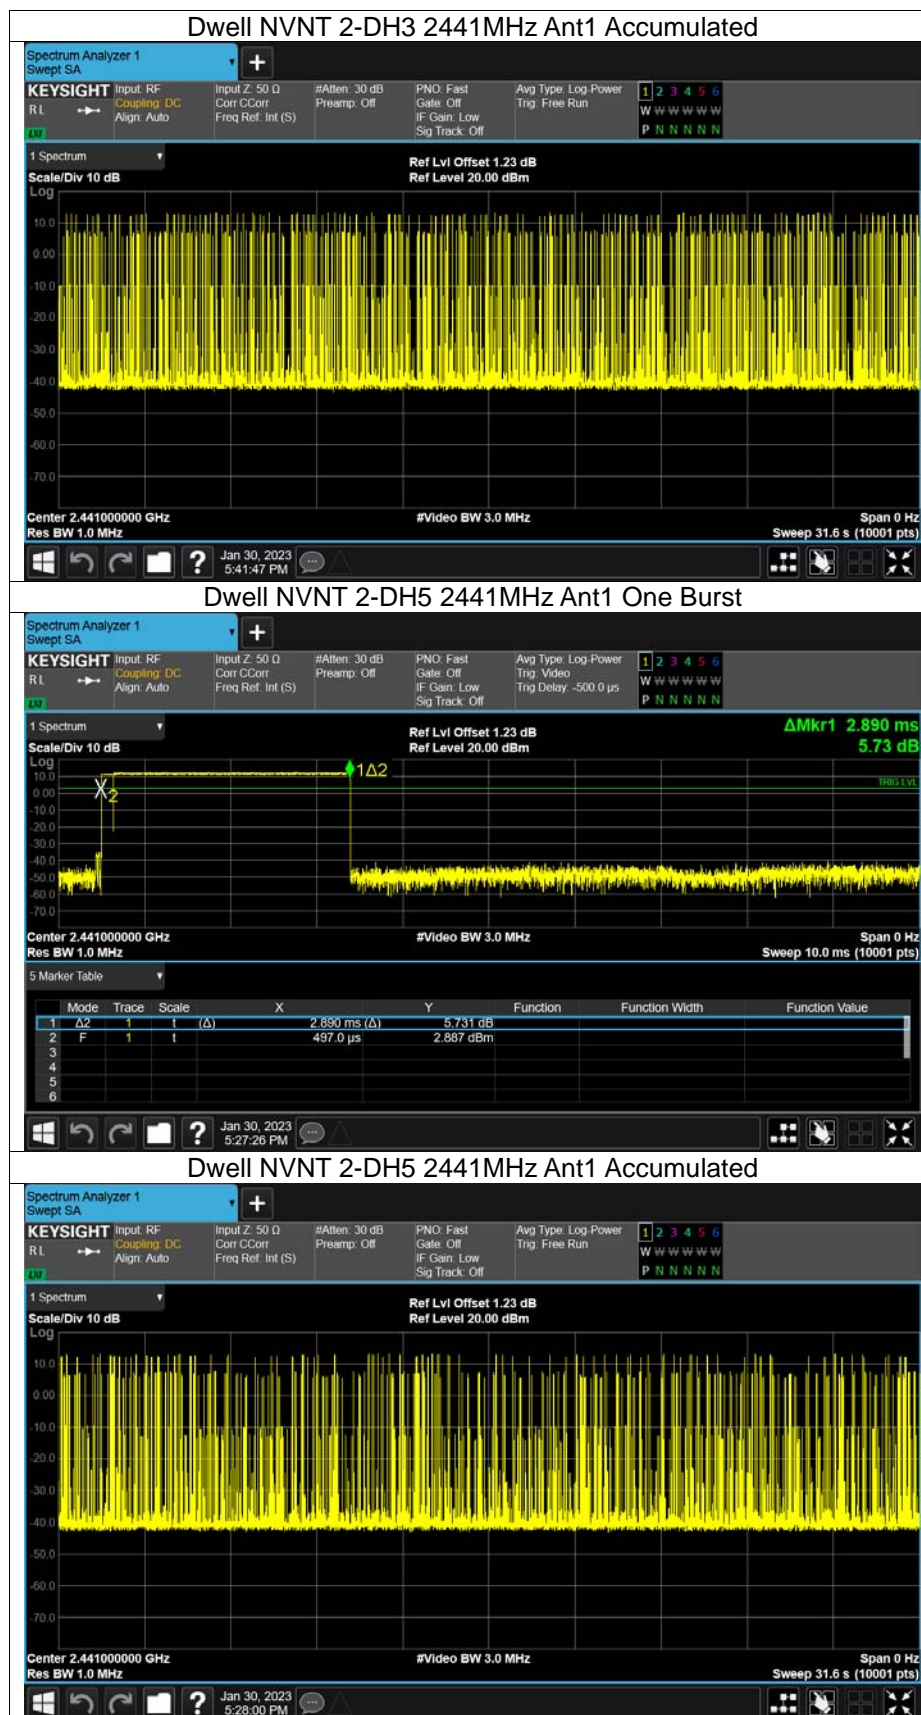 Dwell NVNT 2-DH3 2441MHz Ant1 Accumulated
Spectrum Analyzer 1
Swept SA
+
KEYSIGHT Input: RF Input Z: 50 Ω #Atten: 30 dB PNO: Fast Avg Type: Log-Power 1 2 3 4 5 6
RL Coupling: DC Corr CCorr Preamp: Off Gate: Off Trig: Free Run W W W W W W
Align: Auto Freq Ref: Int (S) IF Gain: Low P N N N N N
LXI Sig Track: Off
1 Spectrum
Ref Lvl Offset 1.23 dB
Scale/Div 10 dB Ref Level 20.00 dBm
Log
10.0
0.00
-10.0
-20.0
-30.0
-40.0
-50.0
-60.0
-70.0
Center 2.441000000 GHz #Video BW 3.0 MHz Span 0 Hz
Res BW 1.0 MHz Sweep 31.6 s (10001 pts)
? Jan 30, 2023
5:41:47 PM
Dwell NVNT 2-DH5 2441MHz Ant1 One Burst
Spectrum Analyzer 1
Swept SA
+
KEYSIGHT Input: RF Input Z: 50 Ω #Atten: 30 dB PNO: Fast Avg Type: Log-Power 1 2 3 4 5 6
RL Coupling: DC Corr CCorr Preamp: Off Gate: Off Trig: Video W W W W W W
Align: Auto Freq Ref: Int (S) IF Gain: Low Trig Delay: -500.0 µs P N N N N N
LXI Sig Track: Off
1 Spectrum
Ref Lvl Offset 1.23 dB ΔMkr1 2.890 ms
Scale/Div 10 dB Ref Level 20.00 dBm 5.73 dB
Log
10.0
0.00
-10.0
-20.0
-30.0
-40.0
-50.0
-60.0
-70.0
1Δ2
TRIG LVL
2
Center 2.441000000 GHz #Video BW 3.0 MHz Span 0 Hz
Res BW 1.0 MHz Sweep 10.0 ms (10001 pts)
5 Marker Table
Mode Trace Scale X Y Function Function Width Function Value
1 Δ2 1 t (Δ) 2.890 ms (Δ) 5.731 dB
2 F 1 t 497.0 µs 2.887 dBm
3
4
5
6
? Jan 30, 2023
5:27:26 PM
Dwell NVNT 2-DH5 2441MHz Ant1 Accumulated
Spectrum Analyzer 1
Swept SA
+
KEYSIGHT Input: RF Input Z: 50 Ω #Atten: 30 dB PNO: Fast Avg Type: Log-Power 1 2 3 4 5 6
RL Coupling: DC Corr CCorr Preamp: Off Gate: Off Trig: Free Run W W W W W W
Align: Auto Freq Ref: Int (S) IF Gain: Low P N N N N N
LXI Sig Track: Off
1 Spectrum
Ref Lvl Offset 1.23 dB
Scale/Div 10 dB Ref Level 20.00 dBm
Log
10.0
0.00
-10.0
-20.0
-30.0
-40.0
-50.0
-60.0
-70.0
Center 2.441000000 GHz #Video BW 3.0 MHz Span 0 Hz
Res BW 1.0 MHz Sweep 31.6 s (10001 pts)
? Jan 30, 2023
5:28:00 PM